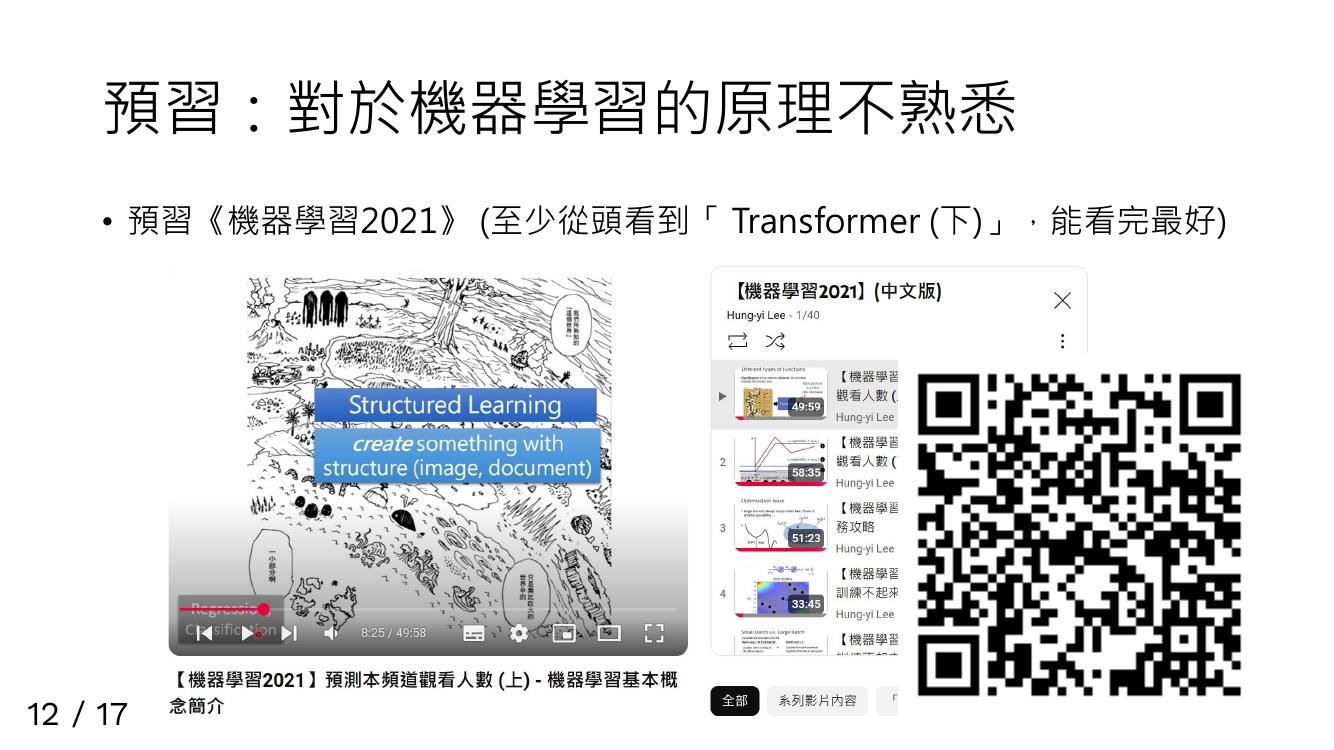 預習：對於機器學習的原理不熟悉
• 預習《機器學習2021》 (至少從頭看到「 Transformer (下)」，能看完最好)
我們所熟知的
「這個世界」
Structured Learning
create something with
structure (image, document)
一小部分啊
只是無比巨大的
世界中的
Regression
Classification
8:25 / 49:58
【機器學習2021】預測本頻道觀看人數 (上) - 機器學習基本概
念簡介
【機器學習2021】(中文版)
Hung-yi Lee - 1/40
Different types of Functions
49:59
【機器學習
觀看人數 (
Hung-yi Lee
2
58:35
【機器學習
觀看人數 (
Hung-yi Lee
3
Optimization Issue
51:23
【機器學習
務攻略
Hung-yi Lee
4
33:45
【機器學習
訓練不起來
Hung-yi Lee
Small Batch v.s. Large Batch
【機器學習
全部
系列影片內容
12 / 17